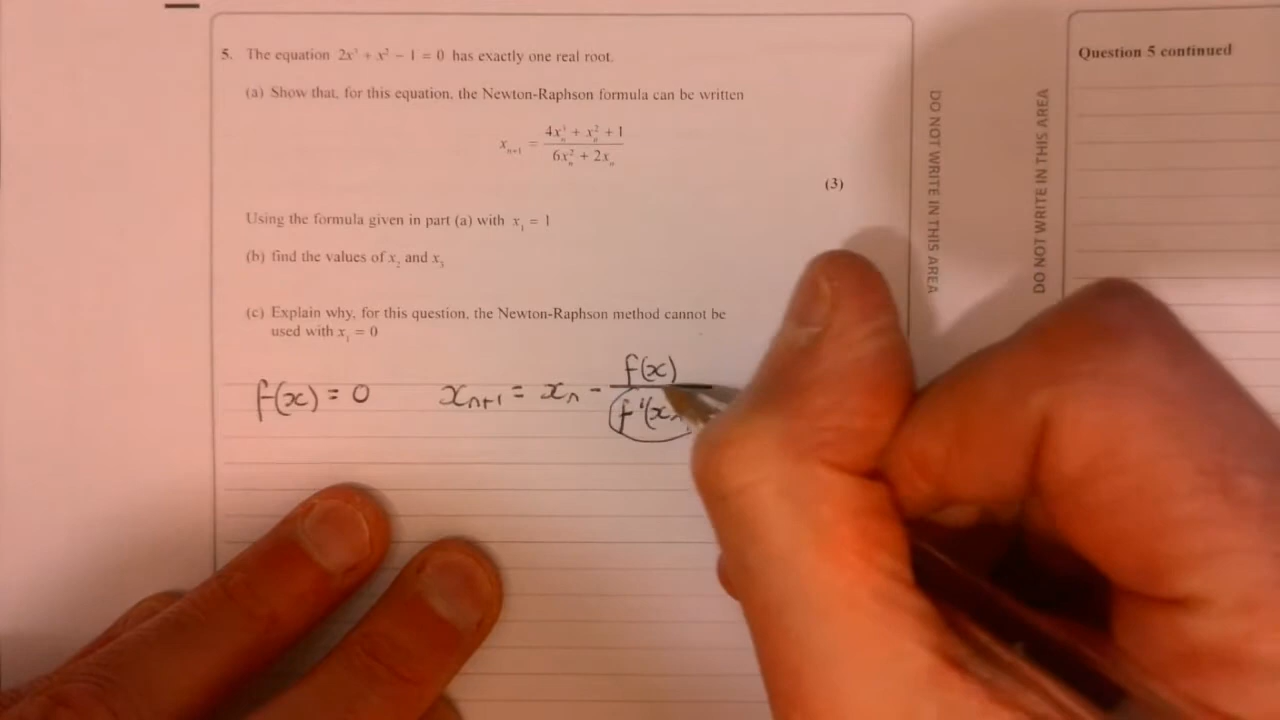 5. The equation 2x³ + x² − 1 = 0 has exactly one real root.
(a) Show that, for this equation, the Newton-Raphson formula can be written
xₙ₊₁ = (4xₙ³ + xₙ² + 1) / (6xₙ² + 2xₙ)
(3)
Using the formula given in part (a) with x₁ = 1
(b) find the values of x₂ and x₃
(c) Explain why, for this question, the Newton-Raphson method cannot be
used with x₁ = 0
f(x) = 0 xₙ₊₁ = xₙ − f(x) / f'(xₙ
DO NOT WRITE IN THIS AREA
DO NOT WRITE IN THIS AREA
Question 5 continued